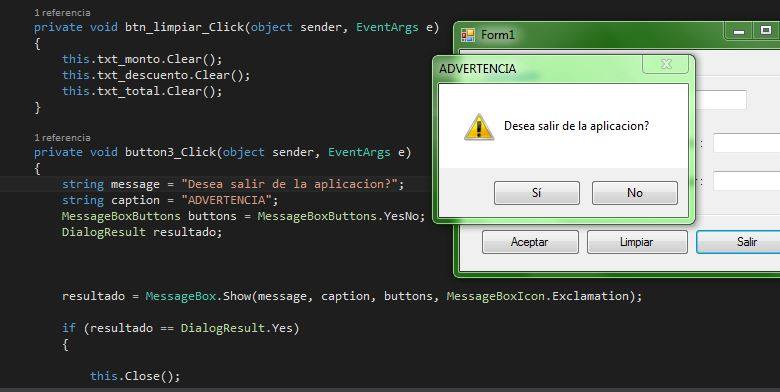 1 referencia
private void btn_limpiar_Click(object sender, EventArgs e)
{
this.txt_monto.Clear();
this.txt_descuento.Clear();
this.txt_total.Clear();
}
1 referencia
private void button3_Click(object sender, EventArgs e)
{
string message = "Desea salir de la aplicacion?";
string caption = "ADVERTENCIA";
MessageBoxButtons buttons = MessageBoxButtons.YesNo;
DialogResult resultado;
resultado = MessageBox.Show(message, caption, buttons, MessageBoxIcon.Exclamation);
if (resultado == DialogResult.Yes)
{
this.Close();
Form1
ADVERTENCIA
x
Desea salir de la aplicacion?
Sí
No
:
:
Aceptar
Limpiar
Salir